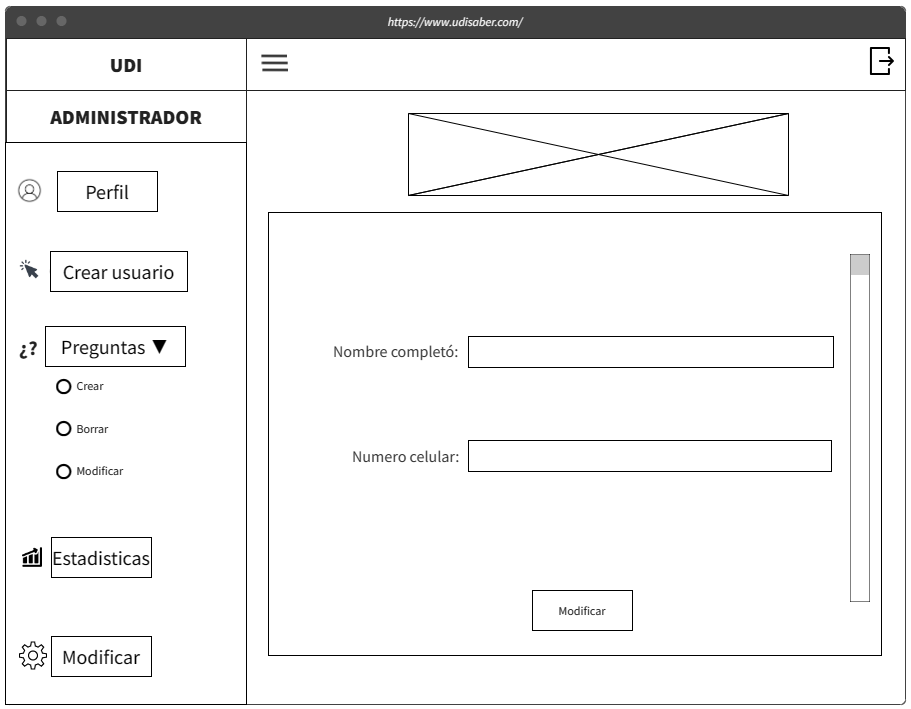 https://www.udisaber.com/
UDI
ADMINISTRADOR
Perfil
Crear usuario
¿?
Preguntas ▼
Crear
Borrar
Modificar
Estadisticas
Modificar
Nombre completó:
Numero celular:
Modificar